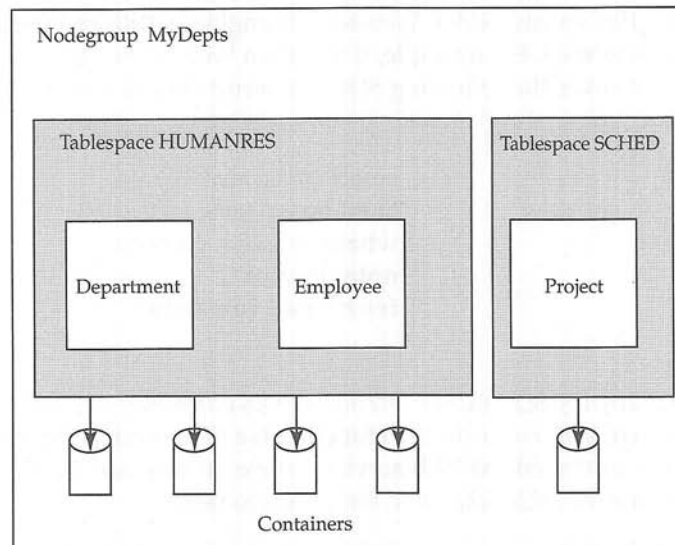 Nodegroup MyDepts
Tablespace HUMANRES
Tablespace SCHED
Department
Employee
Project
Containers